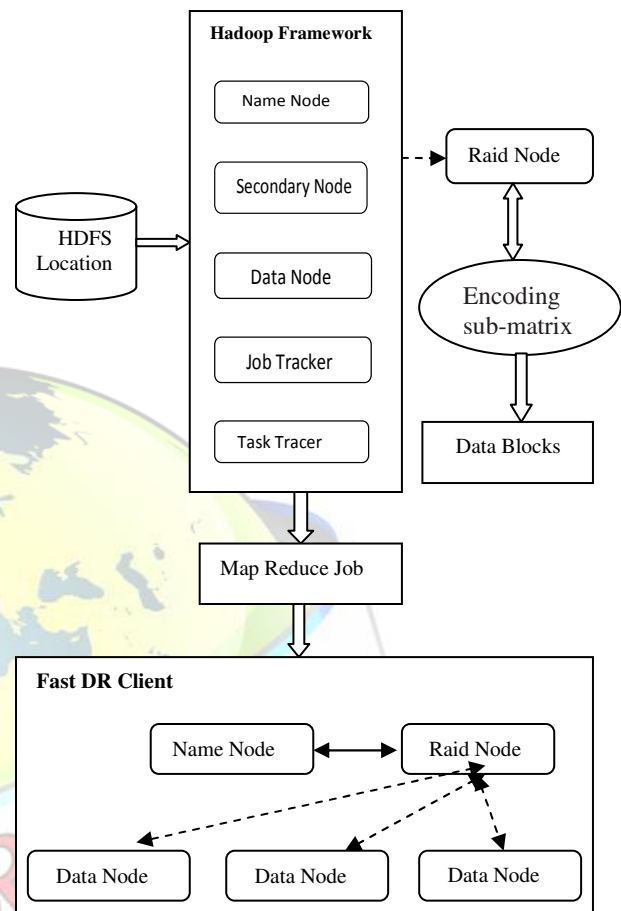 Hadoop Framework
Name Node
Secondary Node
Data Node
Job Tracker
Task Tracer
HDFS
Location
Raid Node
Encoding
sub-matrix
Data Blocks
Map Reduce Job
Fast DR Client
Name Node
Raid Node
Data Node
Data Node
Data Node